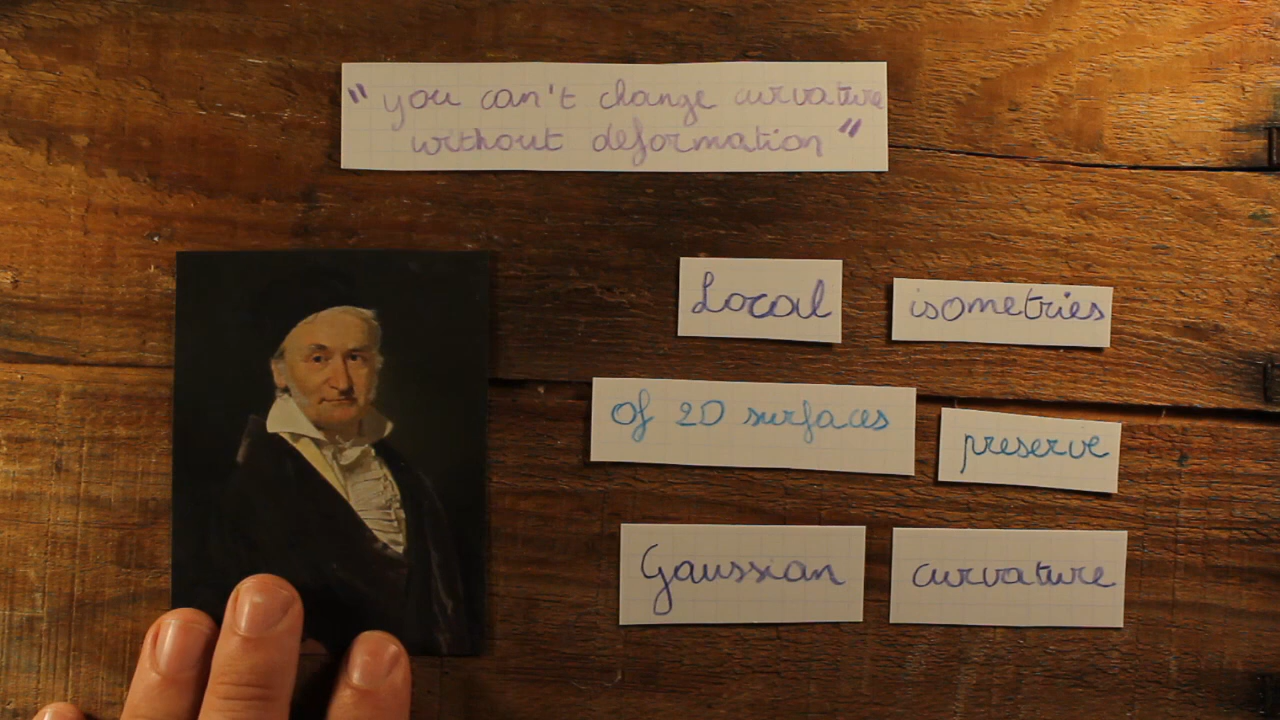 "you can't change curvature
without deformation"
Local isometries
of 2D surfaces preserve
Gaussian curvature